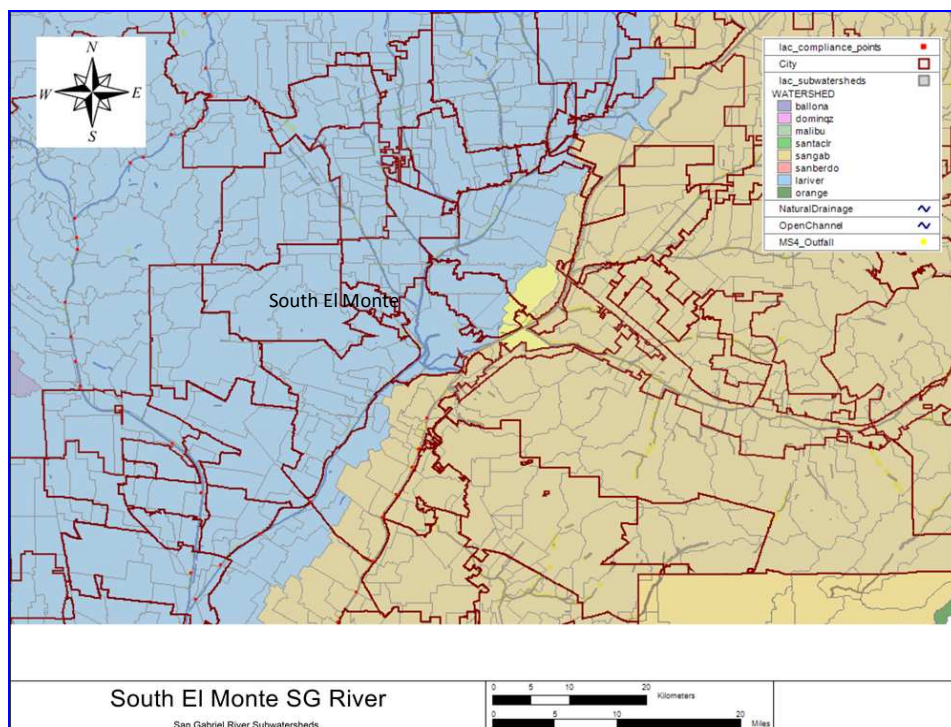 N
W E
S
lac_compliance_points
City
lac_subwatersheds
WATERSHED
ballona
dominqz
malibu
santaclr
sangab
sanberdo
lariver
orange
NaturalDrainage
OpenChannel
MS4_Outfall
South El Monte
South El Monte SG River
San Gabriel River Subwatersheds
0 5 10 20
Kilometers
0 5 10 20
Miles